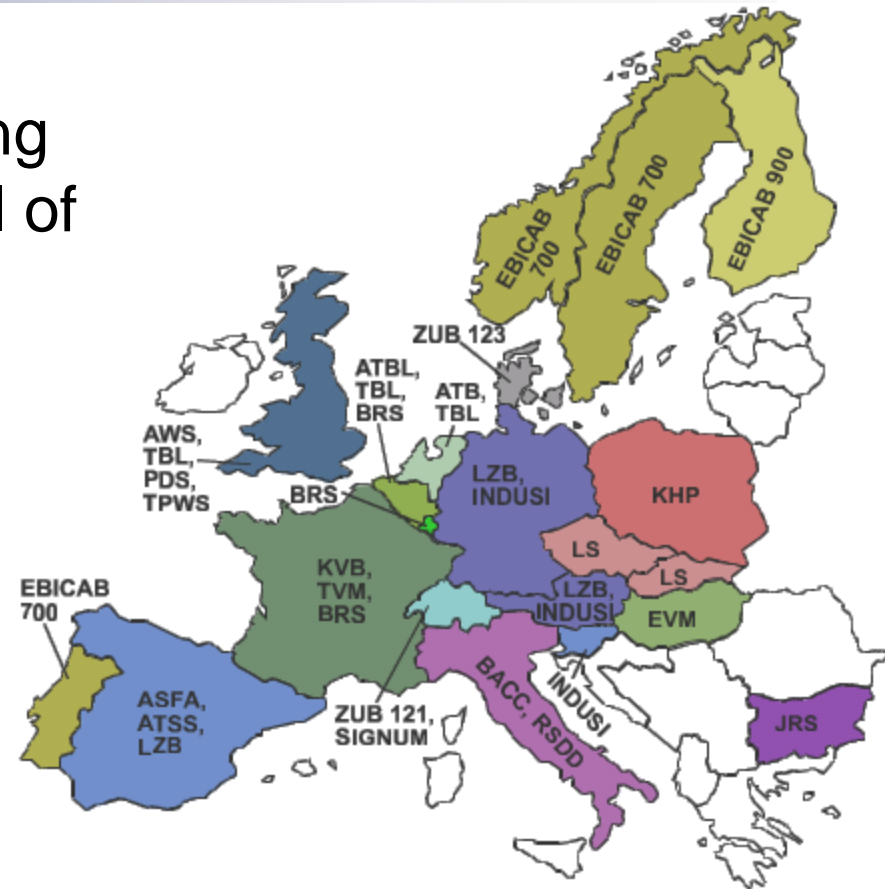 ng
l of
EBICAB
700
EBICAB 700
EBICAB 900
ZUB 123
ATBL,
TBL,
BRS
ATB,
TBL
AWS,
TBL,
PDS,
TPWS
BRS
LZB,
INDUSI
KHP
LS
LS
KVB,
TVM,
BRS
LZB,
INDUSI
EVM
EBICAB
700
ASFA,
ATSS,
LZB
ZUB 121,
SIGNUM
BACC, RSDD
INDUSI
JRS